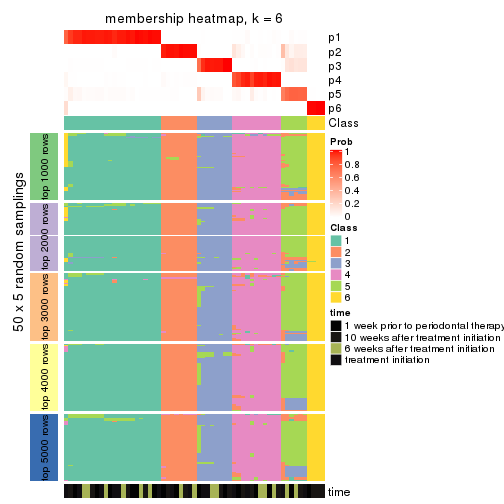 membership heatmap, k = 6
p1
p2
p3
p4
p5
p6
Class
50 x 5 random samplings
top 1000 rows
top 2000 rows
top 3000 rows
top 4000 rows
top 5000 rows
time
Prob
1
0.8
0.6
0.4
0.2
0
Class
1
2
3
4
5
6
time
1 week prior to periodontal therapy
10 weeks after treatment initiation
6 weeks after treatment initiation
treatment initiation